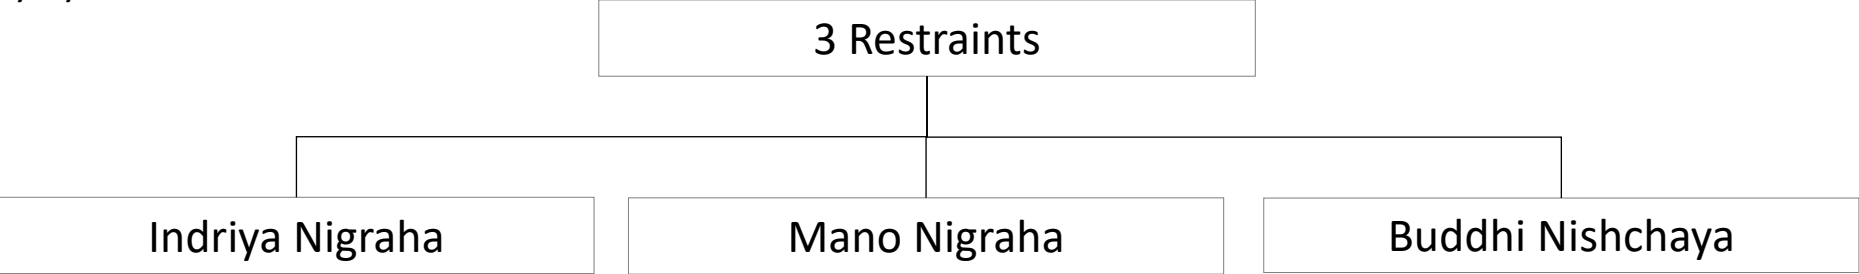 3 Restraints
Indriya Nigraha
Mano Nigraha
Buddhi Nishchaya